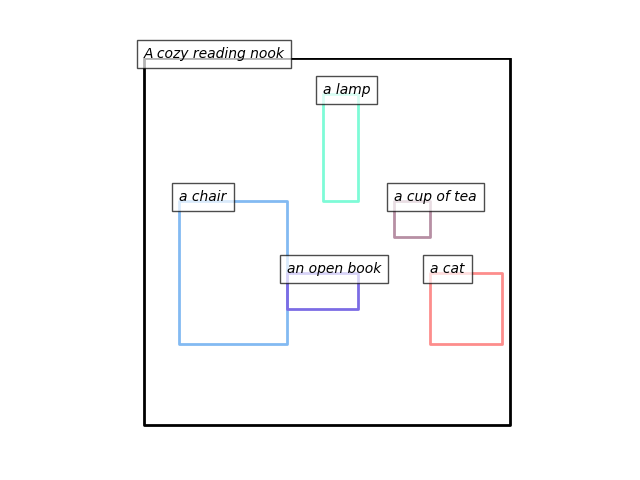 A cozy reading nook
a lamp
a chair
a cup of tea
an open book
a cat